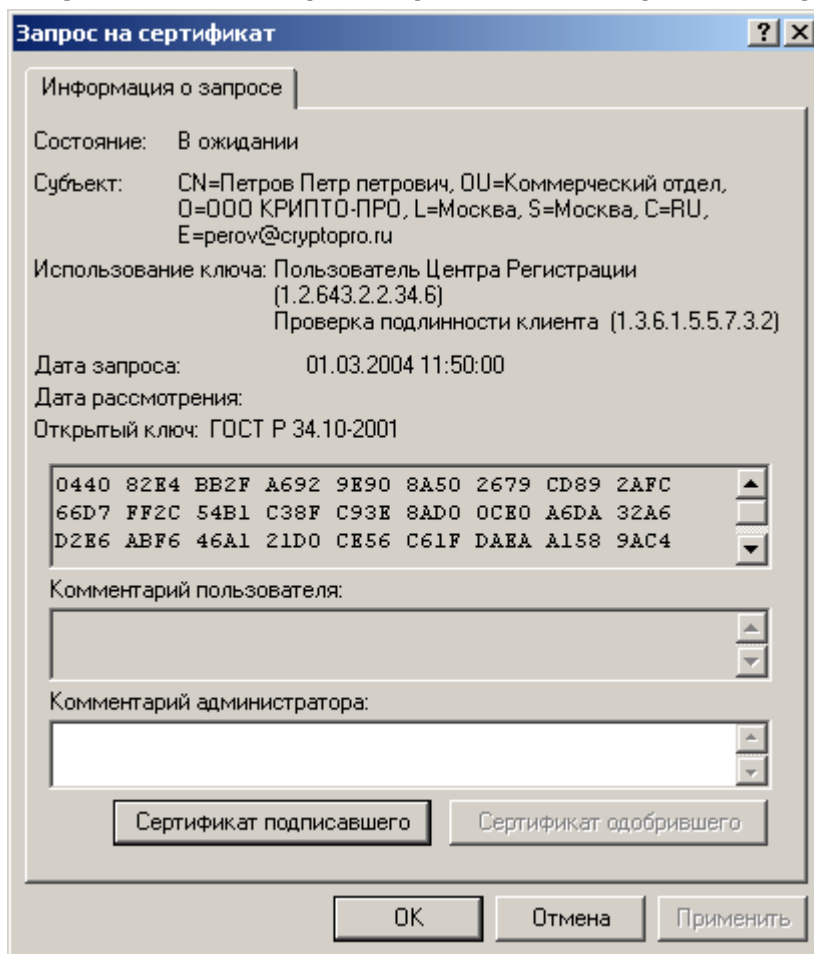 Запрос на сертификат
Информация о запросе
Состояние: В ожидании
Субъект: CN=Петров Петр петрович, OU=Коммерческий отдел,
O=ООО КРИПТО-ПРО, L=Москва, S=Москва, C=RU,
E=perov@cryptopro.ru
Использование ключа: Пользователь Центра Регистрации
(1.2.643.2.2.34.6)
Проверка подлинности клиента (1.3.6.1.5.5.7.3.2)
Дата запроса: 01.03.2004 11:50:00
Дата рассмотрения:
Открытый ключ: ГОСТ Р 34.10-2001
0440 82E4 BB2F A692 9E90 8A50 2679 CD89 2AFC
66D7 FF2C 54B1 C38F C93E 8AD0 0CE0 A6DA 32A6
D2E6 ABF6 46A1 21D0 CE56 C61F DAEA A158 9AC4
Комментарий пользователя:
Комментарий администратора:
Сертификат подписавшего Сертификат одобрившего
OK Отмена Применить